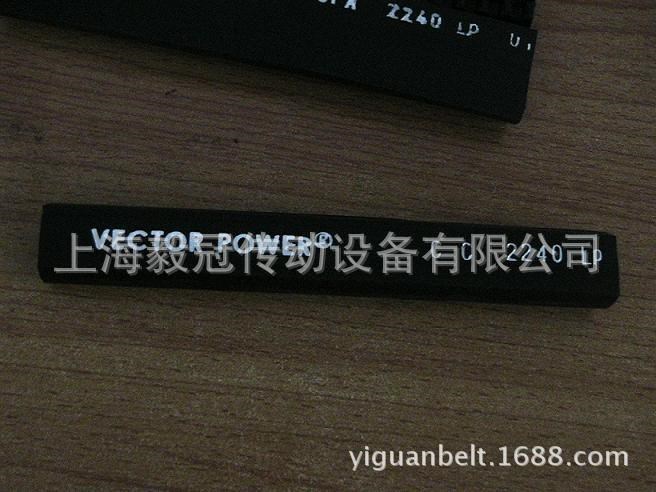 2240 LP
VECTOR POWER®
2240 LP
上海毅冠传动设备有限公司
yiguanbelt.1688.com